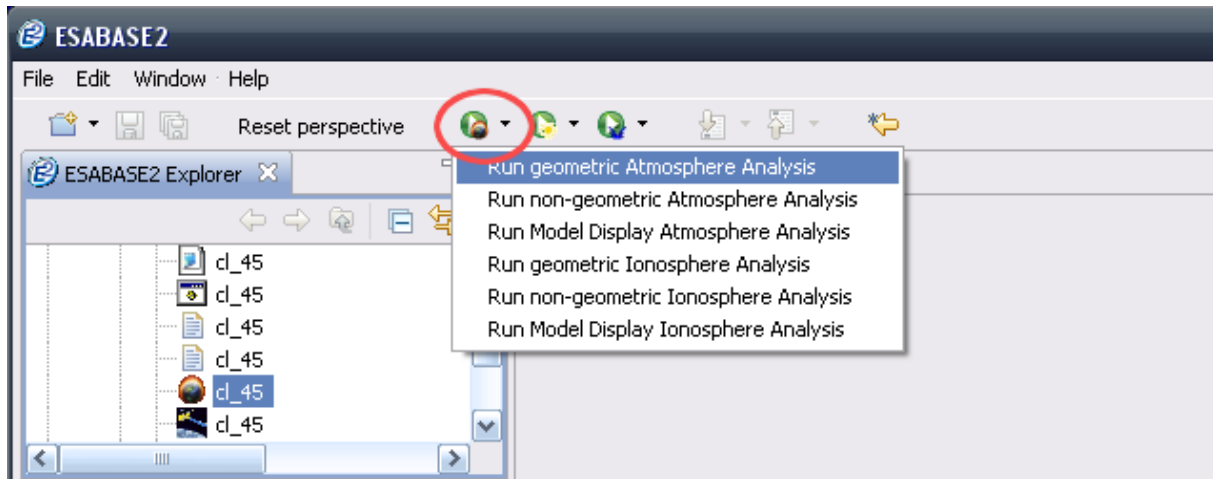 ESABASE2
File Edit Window Help
Reset perspective
ESABASE2 Explorer
Run geometric Atmosphere Analysis
Run non-geometric Atmosphere Analysis
Run Model Display Atmosphere Analysis
Run geometric Ionosphere Analysis
Run non-geometric Ionosphere Analysis
Run Model Display Ionosphere Analysis
cl_45
cl_45
cl_45
cl_45
cl_45
cl_45